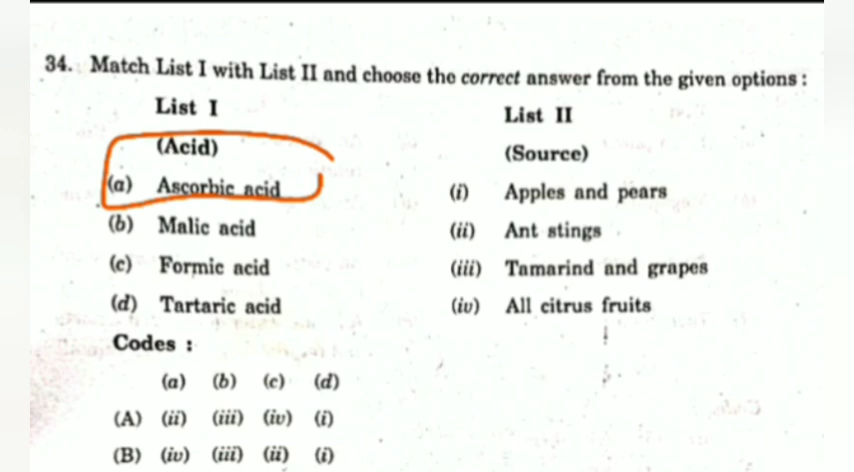 34. Match List I with List II and choose the correct answer from the given options :
List I List II
(Acid) (Source)
(a) Ascorbic acid (i) Apples and pears
(b) Malic acid (ii) Ant stings
(c) Formic acid (iii) Tamarind and grapes
(d) Tartaric acid (iv) All citrus fruits
Codes :
(a) (b) (c) (d)
(A) (ii) (iii) (iv) (i)
(B) (iv) (iii) (ii) (i)